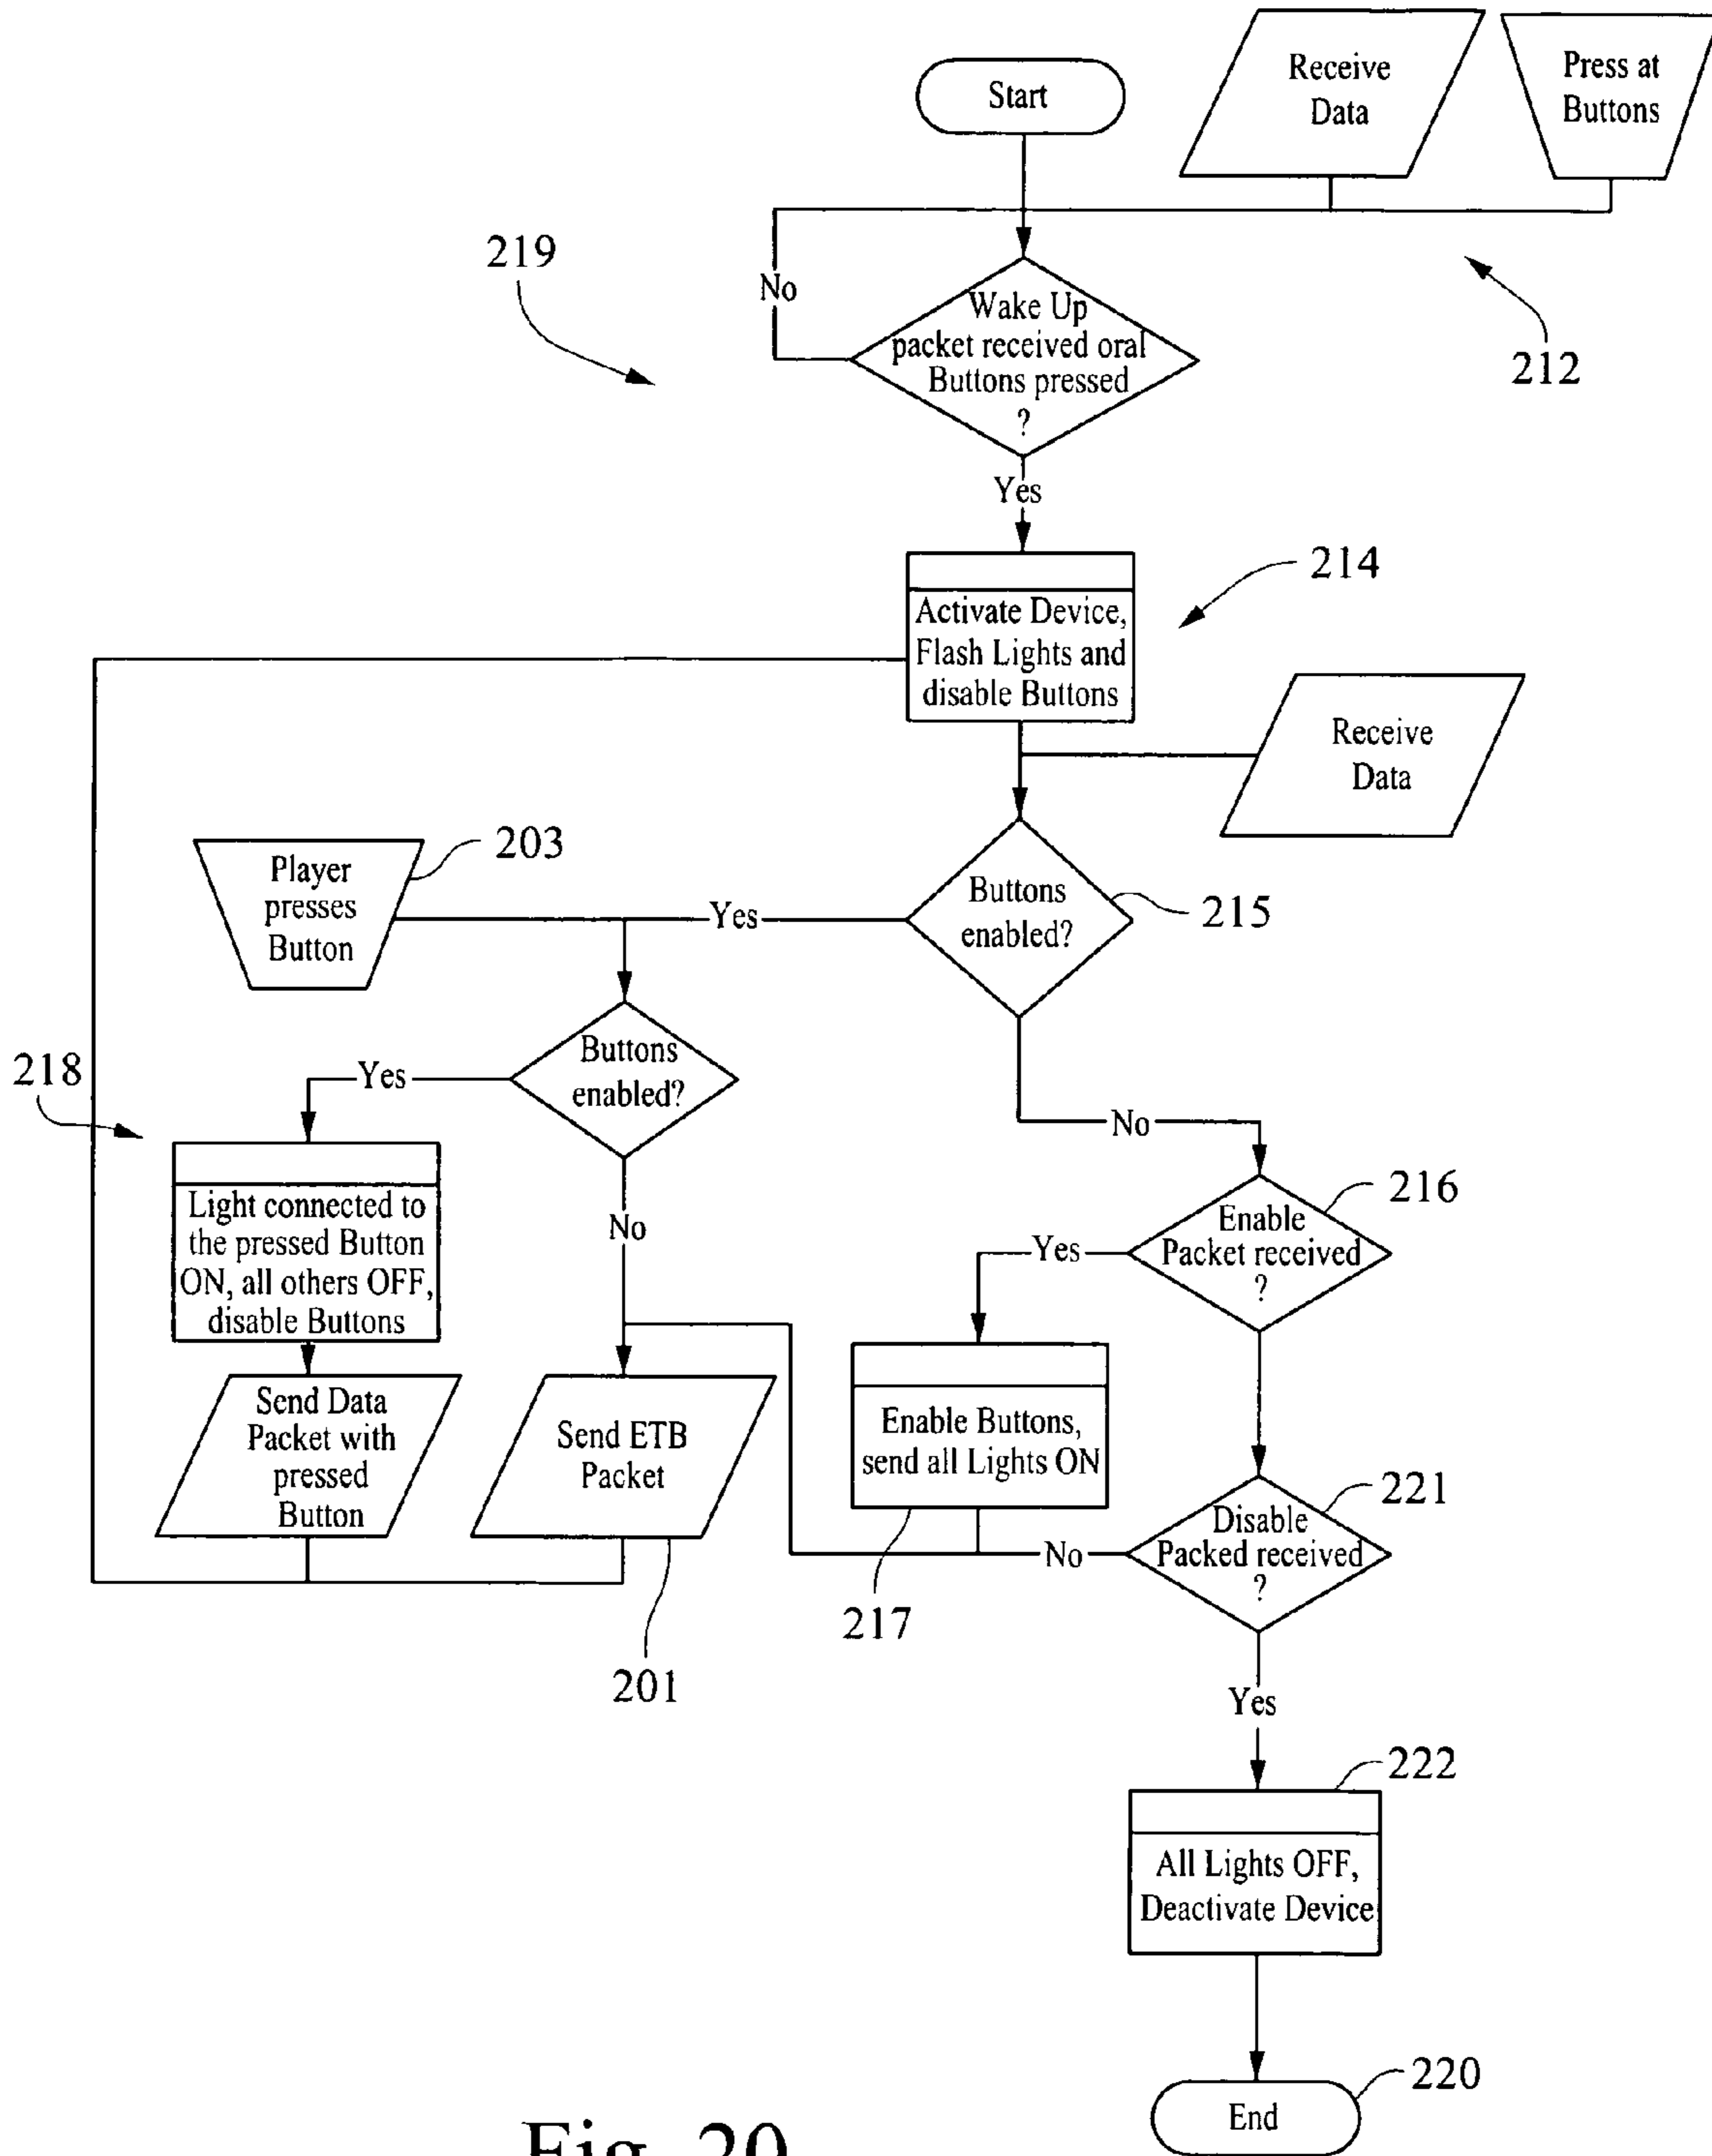 Start
Receive
Data
Press at
Buttons
219
No
Wake Up
packet received oral
Buttons pressed
?
212
Yes
214
Activate Device,
Flash Lights and
disable Buttons
Receive
Data
203
Player
presses
Button
Yes
Buttons
enabled?
215
218
Yes
Buttons
enabled?
No
No
216
Light connected to
the pressed Button
ON, all others OFF,
disable Buttons
Yes
Enable
Packet received
?
Send Data
Packet with
pressed
Button
Send ETB
Packet
Enable Buttons,
send all Lights ON
221
No
Disable
Packed received
?
217
201
Yes
222
All Lights OFF,
Deactivate Device
220
End
Fig. 20